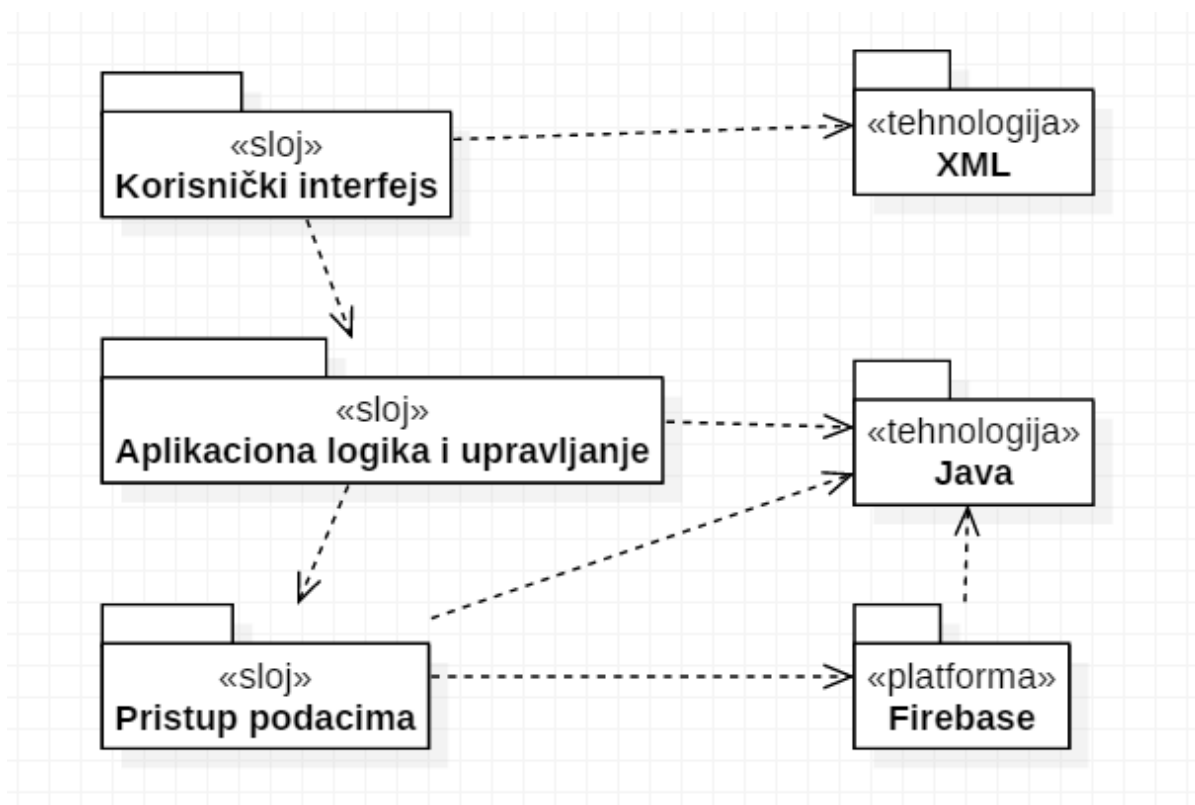 «sloj»
Korisnički interfejs
«tehnologija»
XML
«sloj»
Aplikaciona logika i upravljanje
«tehnologija»
Java
«sloj»
Pristup podacima
«platforma»
Firebase